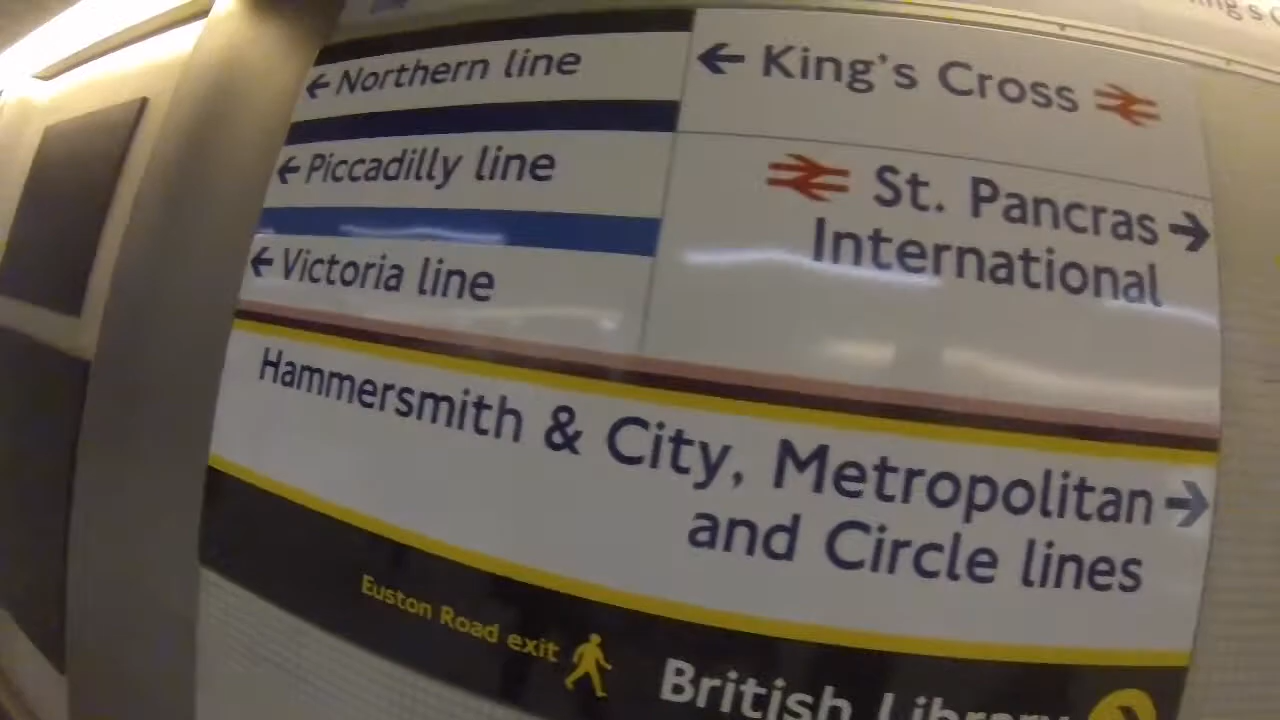 Northern line
Piccadilly line
Victoria line
King's Cross
St. Pancras
International
Hammersmith & City, Metropolitan
and Circle lines
Euston Road exit
British Library